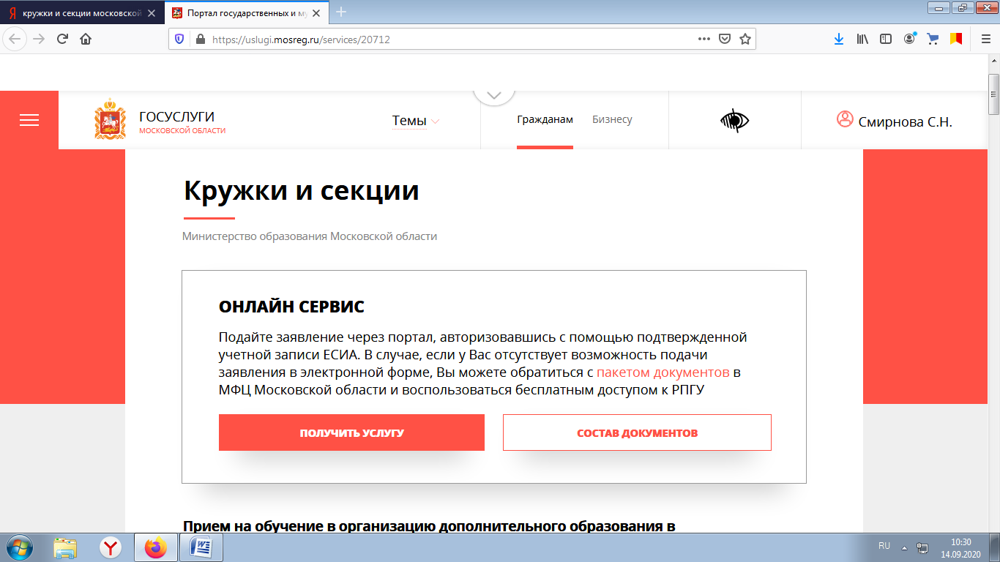 кружки и секции московской
Портал государственных и му
https://uslugi.mosreg.ru/services/20712
ГОСУСЛУГИ
МОСКОВСКОЙ ОБЛАСТИ
Темы
Гражданам
Бизнесу
Смирнова С.Н.
Кружки и секции
Министерство образования Московской области
ОНЛАЙН СЕРВИС
Подайте заявление через портал, авторизовавшись с помощью подтвержденной
учетной записи ЕСИА. В случае, если у Вас отсутствует возможность подачи
заявления в электронной форме, Вы можете обратиться с пакетом документов в
МФЦ Московской области и воспользоваться бесплатным доступом к РПГУ
ПОЛУЧИТЬ УСЛУГУ
СОСТАВ ДОКУМЕНТОВ
Прием на обучение в организацию дополнительного образования в
RU
10:30
14.09.2020